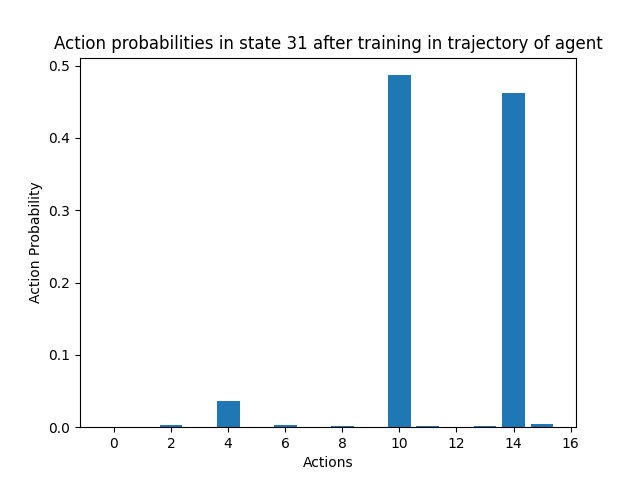 Action probabilities in state 31 after training in trajectory of agent
0.5
0.4
0.3
0.2
0.1
0.0
Action Probability
0 2 4 6 8 10 12 14 16
Actions